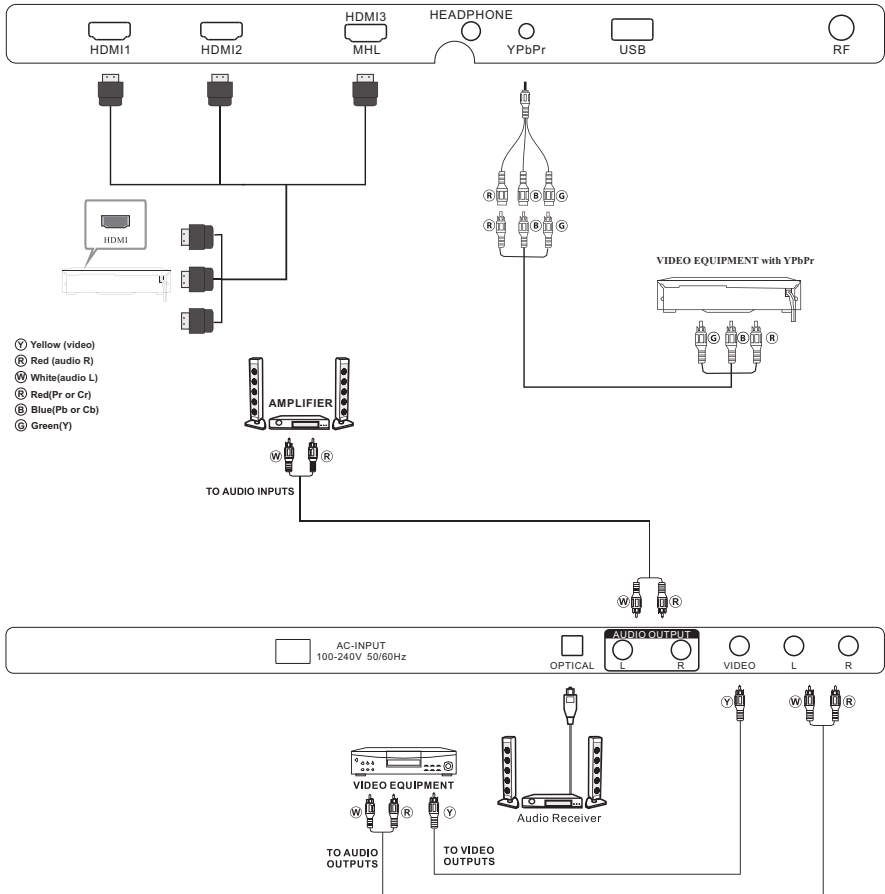 HDMI1
HDMI2
HDMI3
MHL
HEADPHONE
YPbPr
USB
RF
R
B
G
R
B
G
HDMI
VIDEO EQUIPMENT with YPbPr
G
B
R
Y Yellow (video)
R Red (audio R)
W White(audio L)
R Red(Pr or Cr)
B Blue(Pb or Cb)
G Green(Y)
AMPLIFIER
W
R
TO AUDIO INPUTS
W
R
AC-INPUT
100-240V 50/60Hz
OPTICAL
AUDIO OUTPUT
L
R
VIDEO
L
R
Y
W
R
VIDEO EQUIPMENT
W
R
Y
Audio Receiver
TO AUDIO
OUTPUTS
TO VIDEO
OUTPUTS